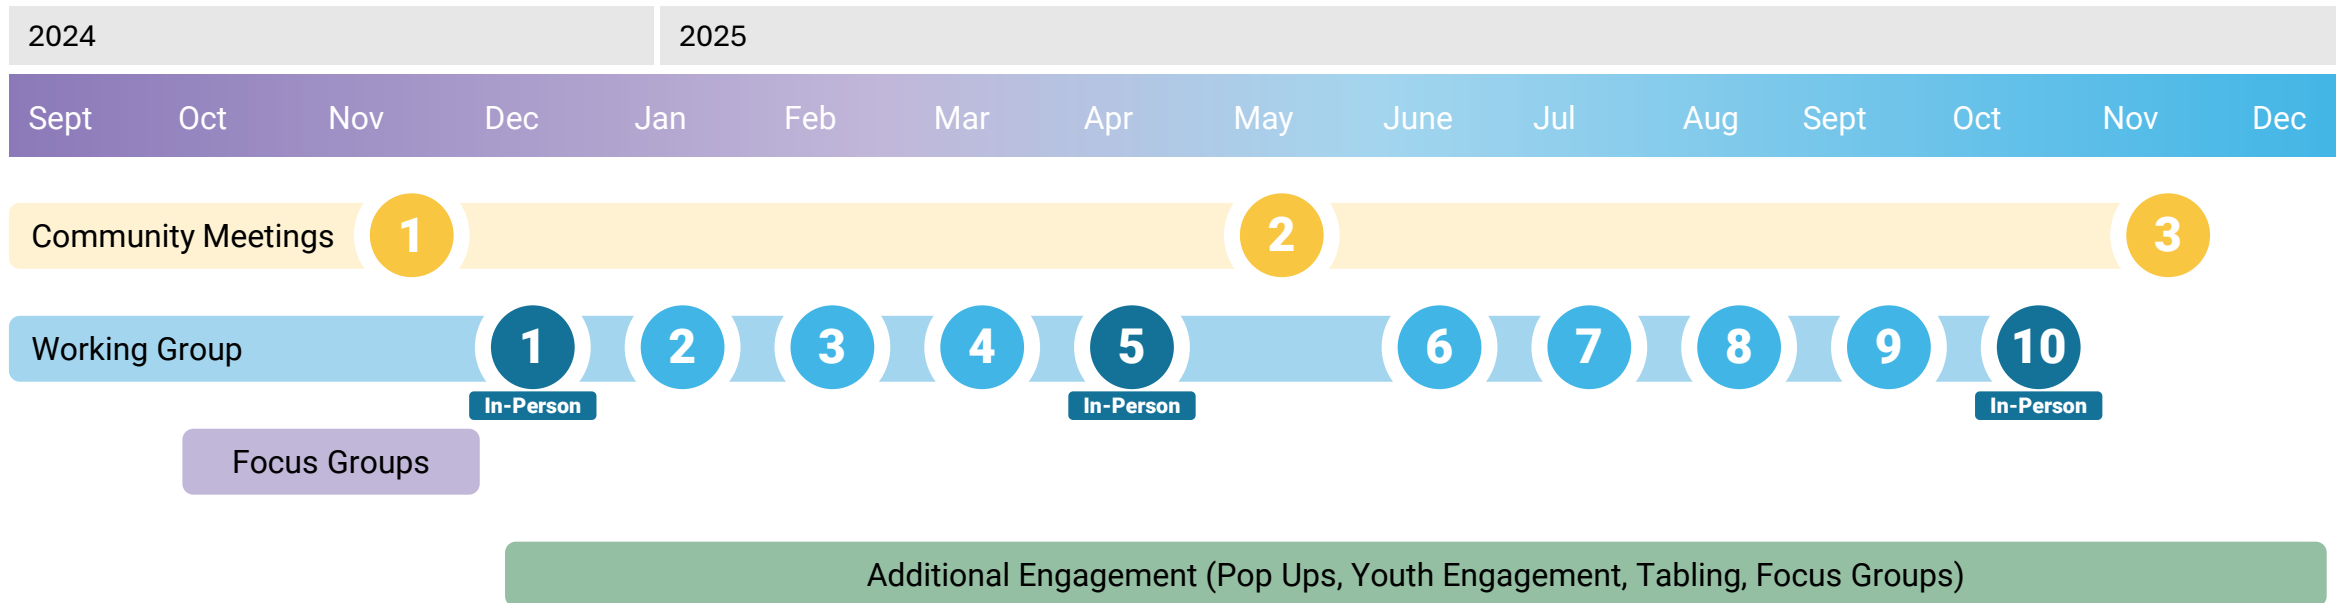 2024 2025
Sept Oct Nov Dec Jan Feb Mar Apr May June Jul Aug Sept Oct Nov Dec
Community Meetings 1 2 3
Working Group 1 2 3 4 5 6 7 8 9 10
In-Person In-Person In-Person
Focus Groups
Additional Engagement (Pop Ups, Youth Engagement, Tabling, Focus Groups)